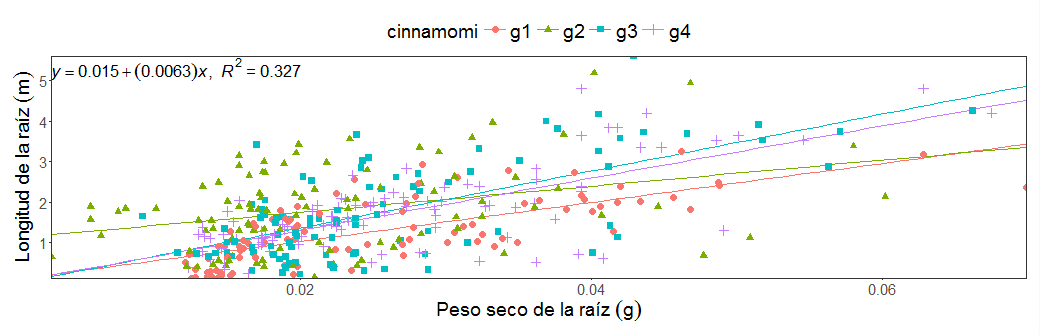 cinnamomi g1 g2 g3 g4
y = 0.015 + (0.0063)x, R² = 0.327
Longitud de la raíz (m)
5
4
3
2
1
0.02 0.04 0.06
Peso seco de la raíz (g)